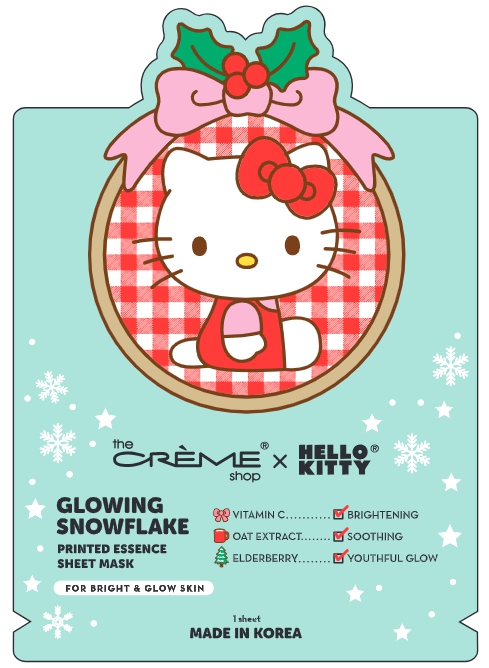 the
CRÈME®
shop
x
HELLO®
KITTY
GLOWING
SNOWFLAKE
PRINTED ESSENCE
SHEET MASK
FOR BRIGHT & GLOW SKIN
VITAMIN C.......... BRIGHTENING
OAT EXTRACT....... SOOTHING
ELDERBERRY......... YOUTHFUL GLOW
1 sheet
MADE IN KOREA